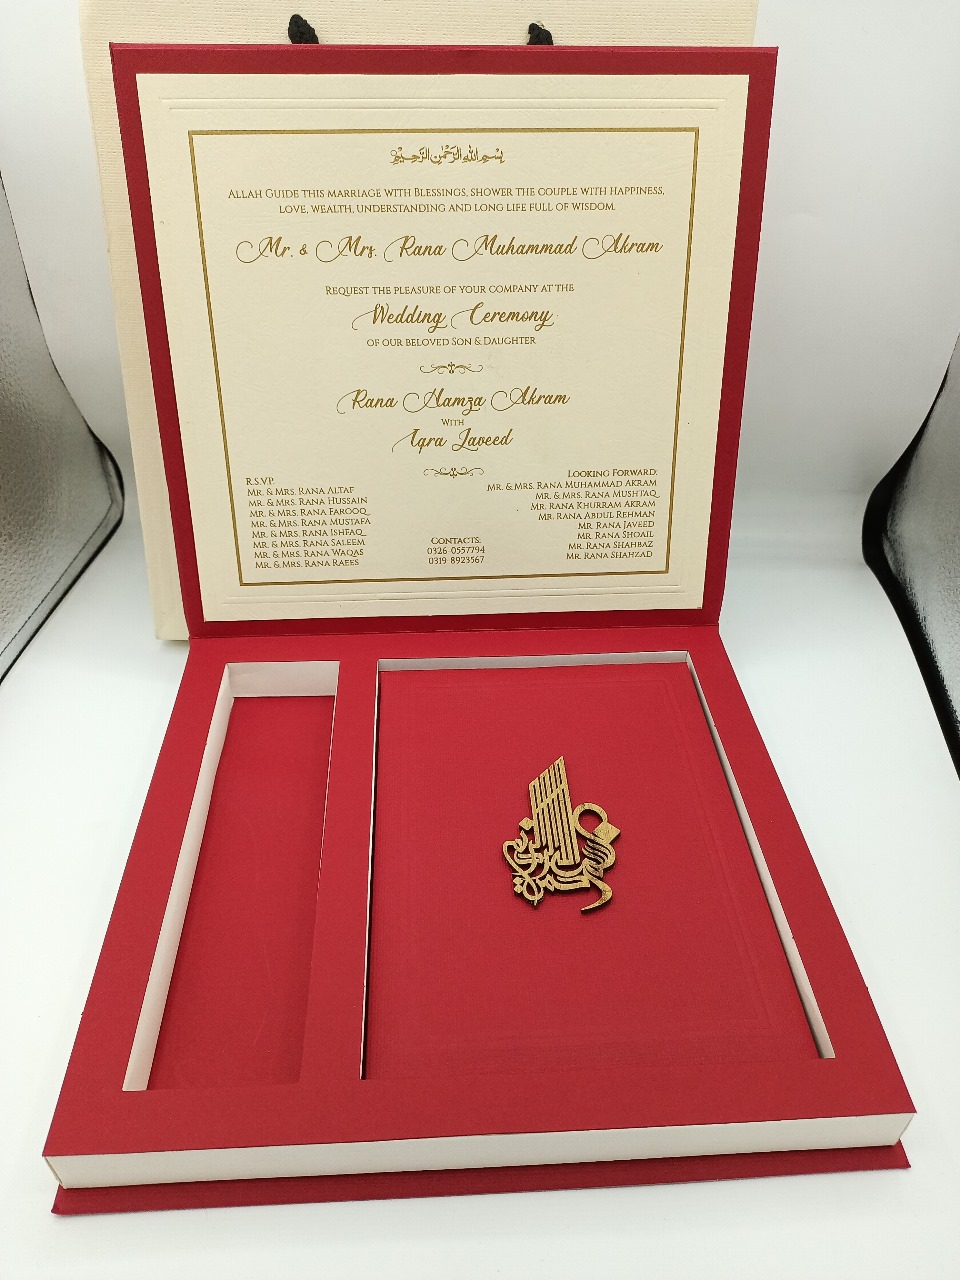 بسم الله الرحمن الرحيم
ALLAH GUIDE THIS MARRIAGE WITH BLESSINGS, SHOWER THE COUPLE WITH HAPPINESS,
LOVE, WEALTH, UNDERSTANDING AND LONG LIFE FULL OF WISDOM.
Mr. & Mrs. Rana Muhammad Akram
REQUEST THE PLEASURE OF YOUR COMPANY AT THE
Wedding Ceremony
OF OUR BELOVED SON & DAUGHTER
Rana Hamza Akram
WITH
Iqra Javeed
R.S.V.P.
MR. & MRS. RANA ALTAF
MR. & MRS. RANA HUSSAIN
MR. & MRS. RANA FAROOQ
MR. & MRS. RANA MUSTAFA
MR. & MRS. RANA ISHFAQ
MR. & MRS. RANA SALEEM
MR. & MRS. RANA WAQAS
MR. & MRS. RANA RAEES
CONTACTS:
0326 0557794
0319 8923567
LOOKING FORWARD:
MR. & MRS. RANA MUHAMMAD AKRAM
MR. & MRS. RANA MUSHTAQ
MR. RANA KHURRAM AKRAM
MR. RANA ABDUL REHMAN
MR. RANA JAVEED
MR. RANA SHOAIL
MR. RANA SHAHBAZ
MR. RANA SHAHZAD